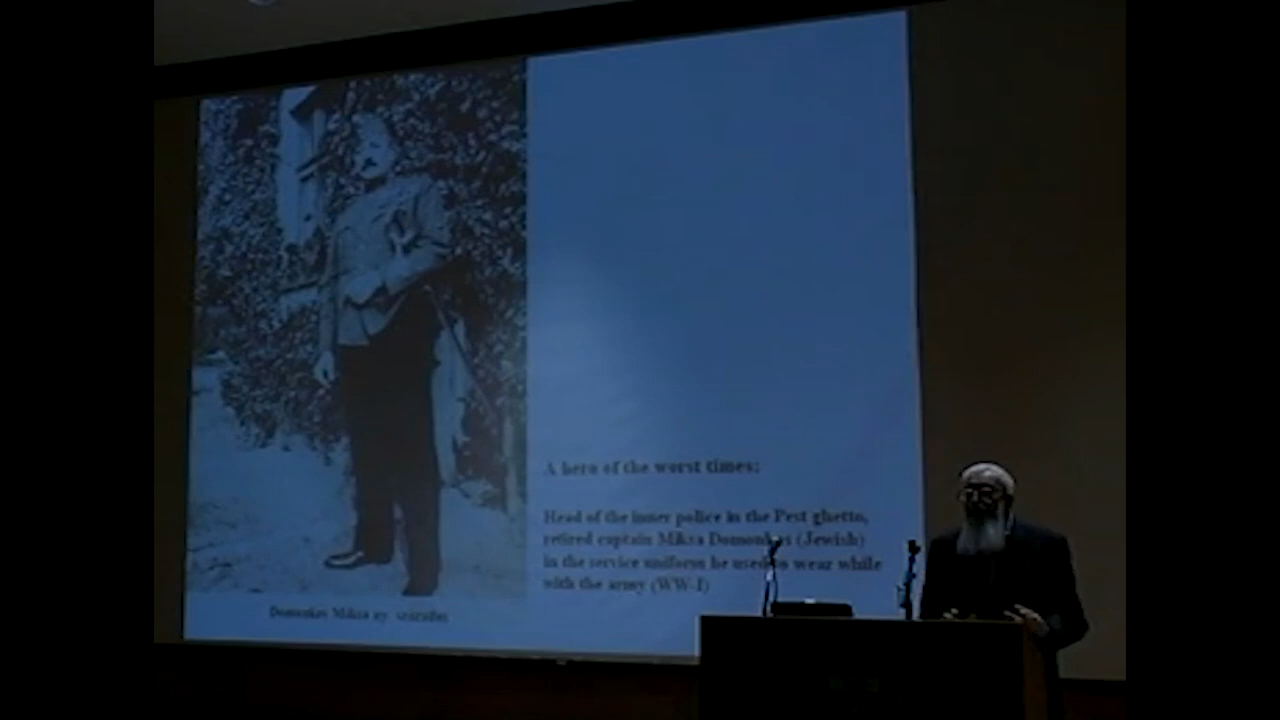 A hero of the worst times:
Head of the inner police in the Pest ghetto,
retired captain Miksa Domonkos (Jewish)
in the service uniform he used to wear while
with the army (WW-I)
Domonkos Miksa ny. százados